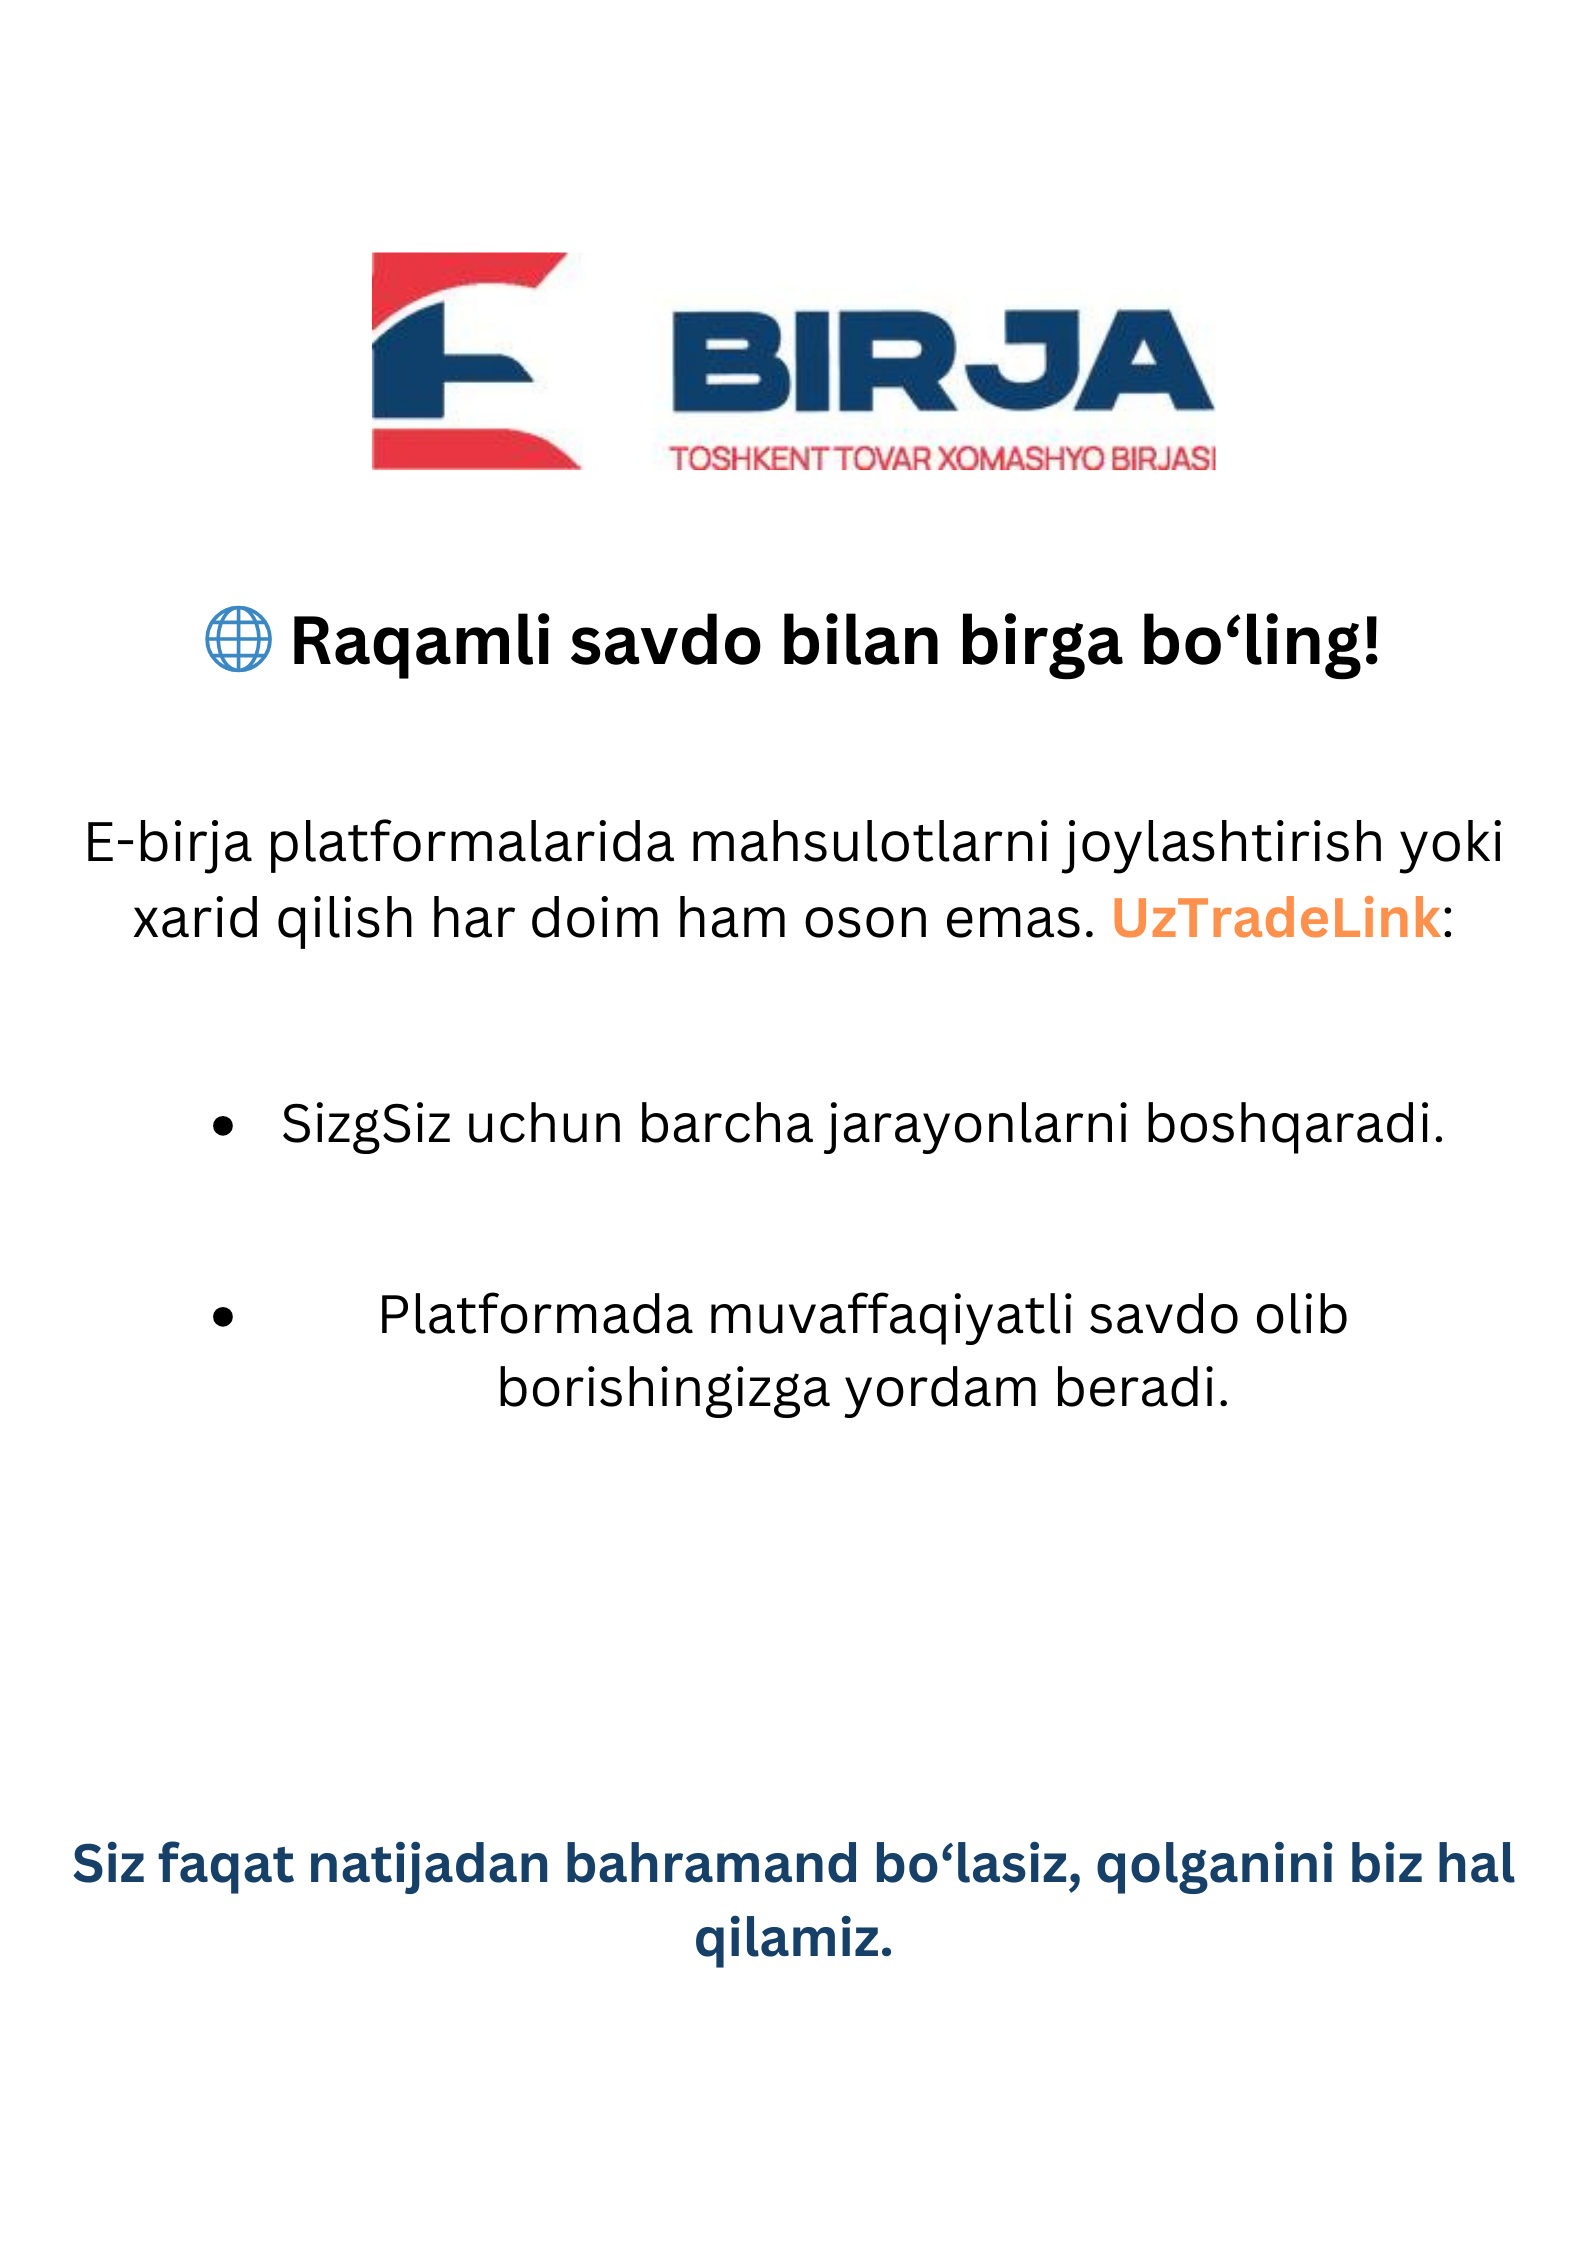 BIRJA
TOSHKENT TOVAR XOMASHYO BIRJASI
🌐 Raqamli savdo bilan birga bo‘ling!
E-birja platformalarida mahsulotlarni joylashtirish yoki
xarid qilish har doim ham oson emas. UzTradeLink:
• SizgSiz uchun barcha jarayonlarni boshqaradi.
• Platformada muvaffaqiyatli savdo olib
borishingizga yordam beradi.
Siz faqat natijadan bahramand bo‘lasiz, qolganini biz hal
qilamiz.